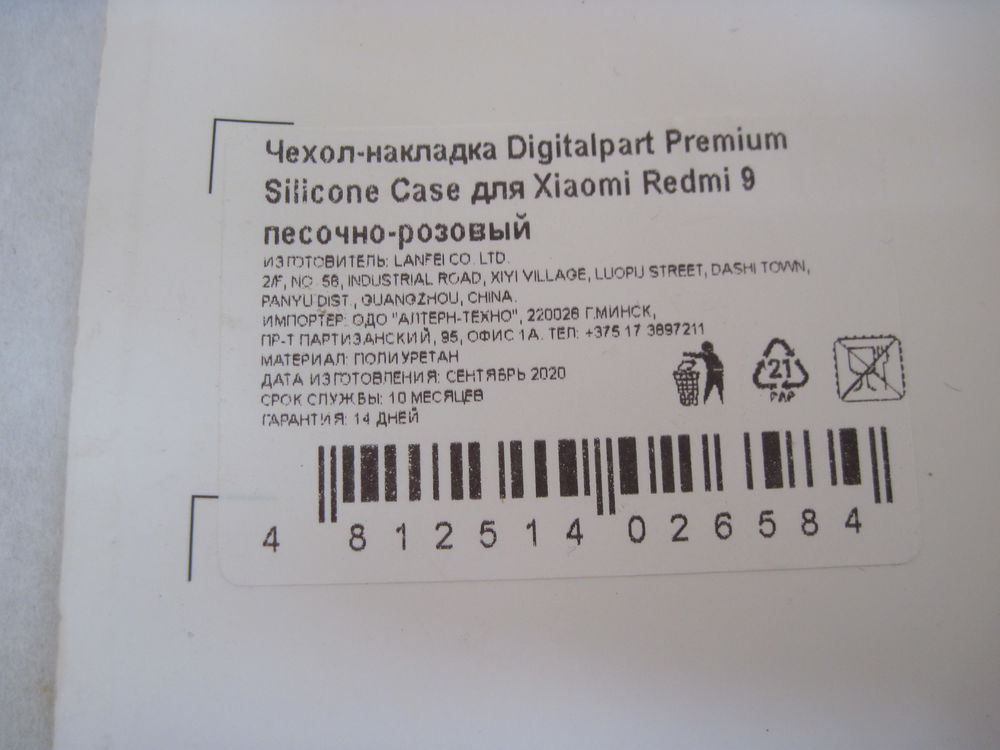 Чехол-накладка Digitalpart Premium
Silicone Case для Xiaomi Redmi 9
песочно-розовый
ИЗГОТОВИТЕЛЬ: LANFEI CO. LTD.
2/F, NO. 56, INDUSTRIAL ROAD, XIYI VILLAGE, LUOPU STREET, DASHI TOWN,
PANYU DIST., GUANGZHOU, CHINA.
ИМПОРТЕР: ОДО "АЛТЕРН-ТЕХНО", 220026 Г.МИНСК,
ПР-Т ПАРТИЗАНСКИЙ, 95, ОФИС 1А. ТЕЛ: +375 17 3897211
МАТЕРИАЛ: ПОЛИУРЕТАН
ДАТА ИЗГОТОВЛЕНИЯ: СЕНТЯБРЬ 2020
СРОК СЛУЖБЫ: 10 МЕСЯЦЕВ
ГАРАНТИЯ: 14 ДНЕЙ
21
PAP
4 812514 026584